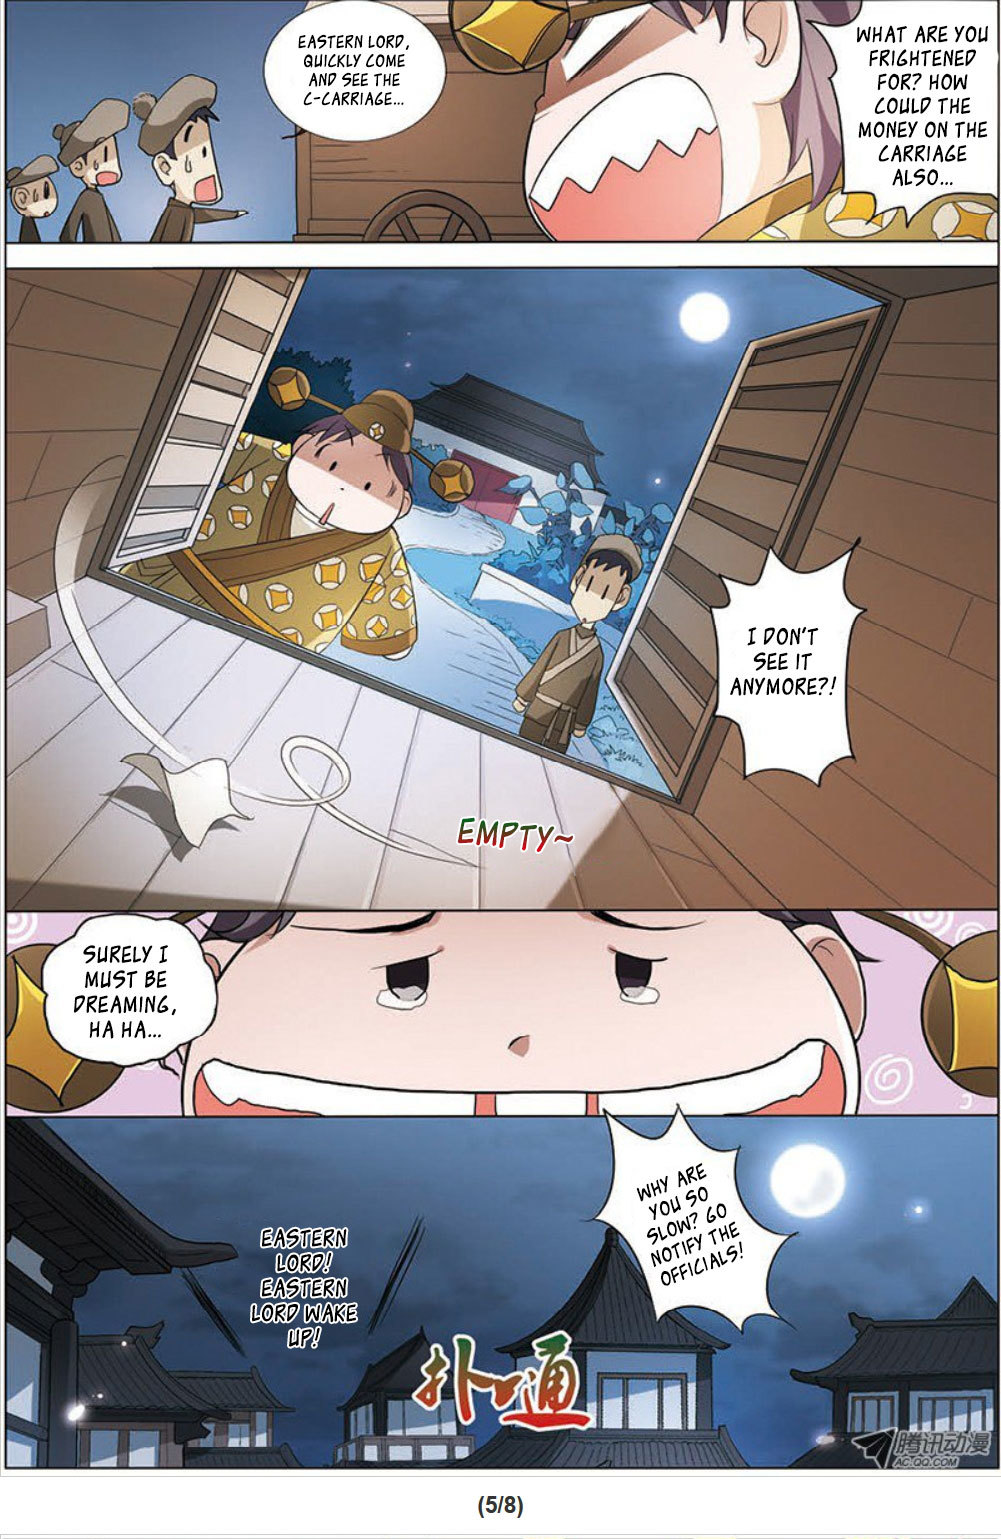 EASTERN LORD,
QUICKLY COME
AND SEE THE
C-CARRIAGE...
WHAT ARE YOU
FRIGHTENED
FOR? HOW
COULD THE
MONEY ON THE
CARRIAGE
ALSO...
I DON'T
SEE IT
ANYMORE?!
EMPTY~
SURELY I
MUST BE
DREAMING,
HA HA...
WHY ARE
YOU SO
SLOW? GO
NOTIFY THE
OFFICIALS!
EASTERN
LORD!
EASTERN
LORD WAKE
UP!
扑通
腾讯动漫
AC.QQ.COM
(5/8)